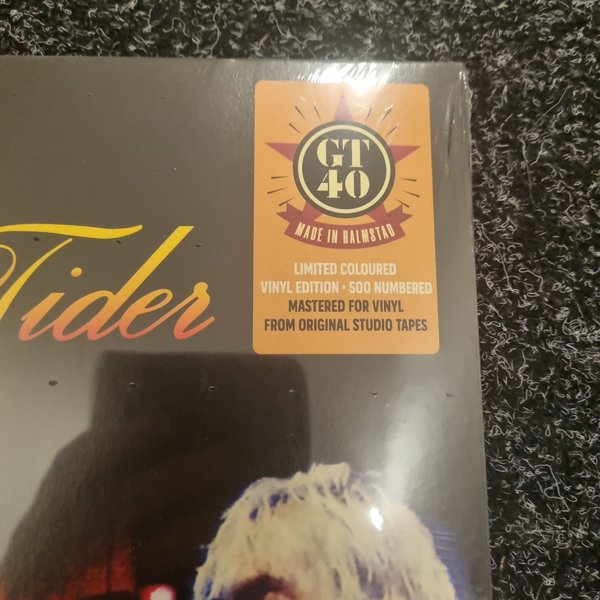 GT
40
MADE IN HALMSTAD
LIMITED COLOURED
VINYL EDITION • 500 NUMBERED
MASTERED FOR VINYL
FROM ORIGINAL STUDIO TAPES
Tider